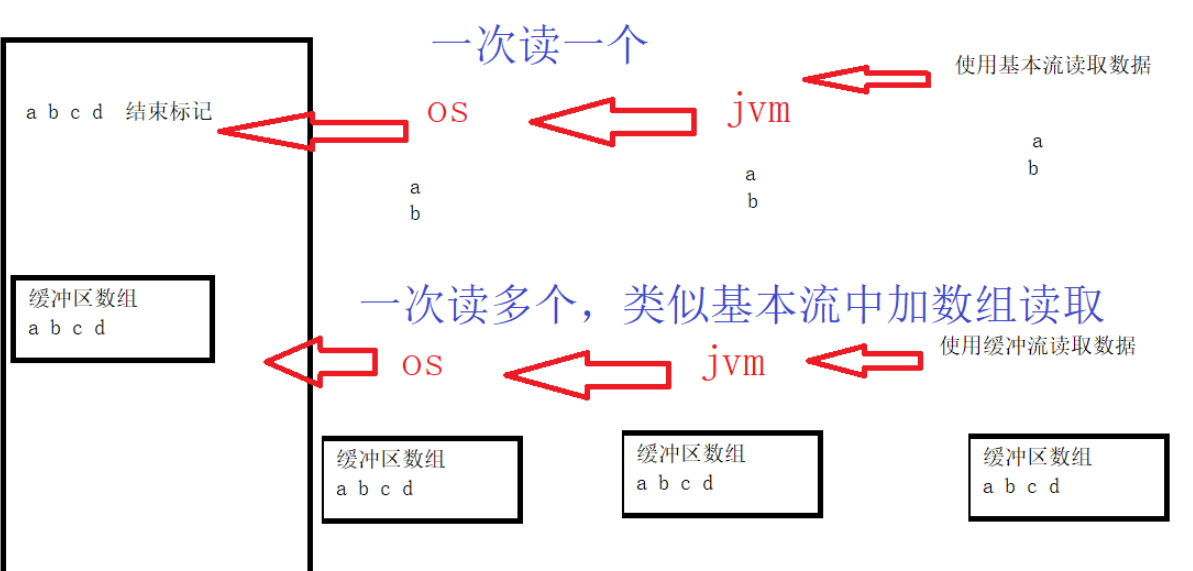 一次读一个
使用基本流读取数据
a b c d 结束标记
os
jvm
a
b
a
b
a
b
缓冲区数组
a b c d
一次读多个，类似基本流中加数组读取
使用缓冲流读取数据
os
jvm
缓冲区数组
a b c d
缓冲区数组
a b c d
缓冲区数组
a b c d